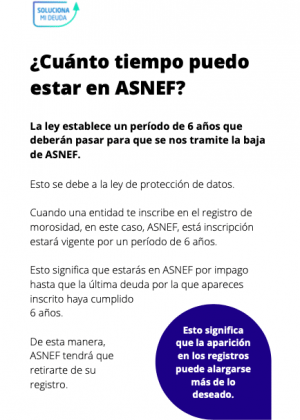 SOLUCIONA
MI DEUDA
¿Cuánto tiempo puedo
estar en ASNEF?
La ley establece un período de 6 años que
deberán pasar para que se nos tramite la baja
de ASNEF.
Esto se debe a la ley de protección de datos.
Cuando una entidad te inscribe en el registro de
morosidad, en este caso, ASNEF, está inscripción
estará vigente por un período de 6 años.
Esto significa que estarás en ASNEF por impago
hasta que la última deuda por la que apareces
inscrito haya cumplido
6 años.
De esta manera,
ASNEF tendrá que
retirarte de su
registro.
Esto significa
que la aparición
en los registros
puede alargarse
más de lo
deseado.